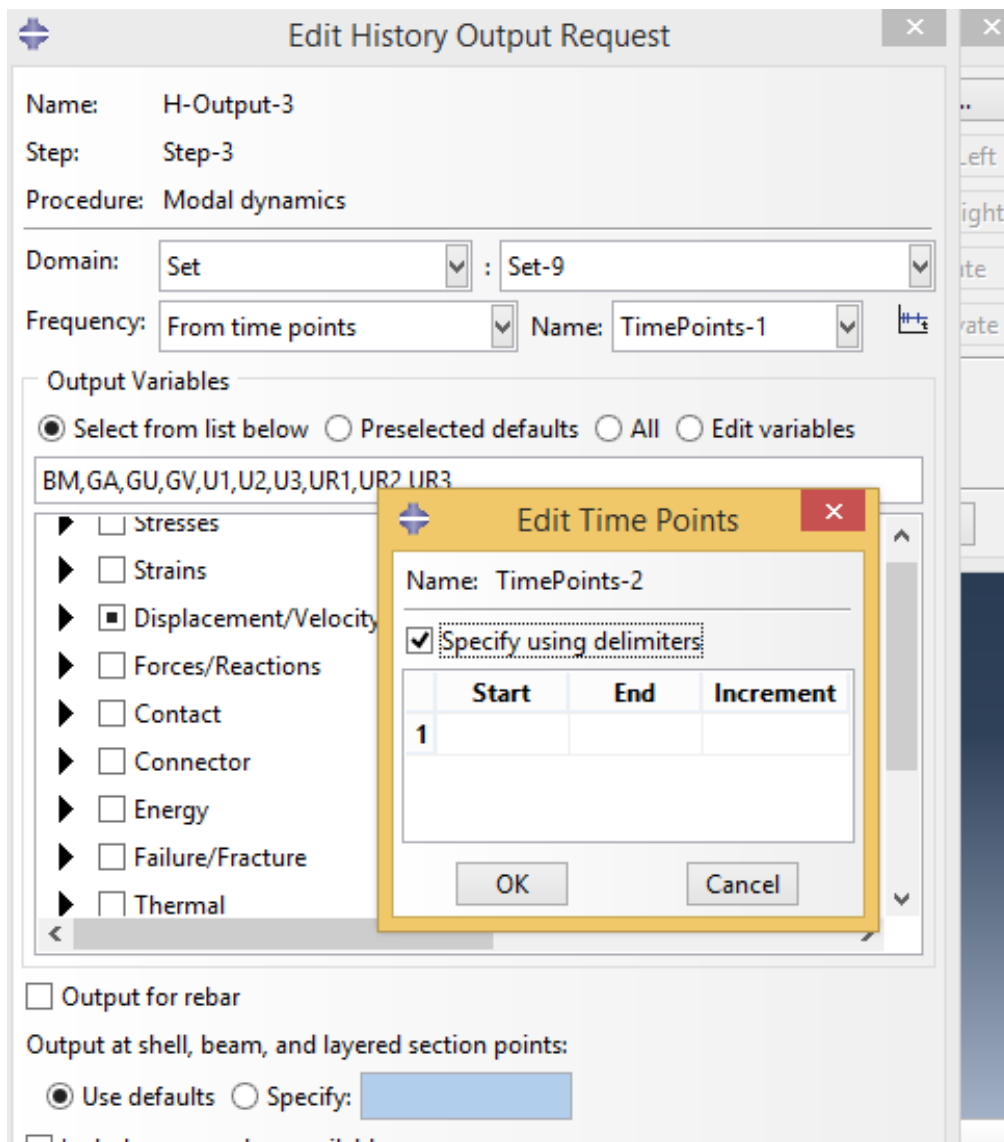 Edit History Output Request
Name: H-Output-3
..
Step: Step-3
Left
Procedure: Modal dynamics
ight
Domain: Set : Set-9
Frequency: From time points Name: TimePoints-1
Output Variables
Select from list below Preselected defaults All Edit variables
BM,GA,GU,GV,U1,U2,U3,UR1,UR2,UR3
Stresses
Strains
Displacement/Velocity
Forces/Reactions
Contact
Connector
Energy
Failure/Fracture
Thermal
Edit Time Points
Name: TimePoints-2
Specify using delimiters
Start End Increment
1
OK Cancel
Output for rebar
Output at shell, beam, and layered section points:
Use defaults Specify: